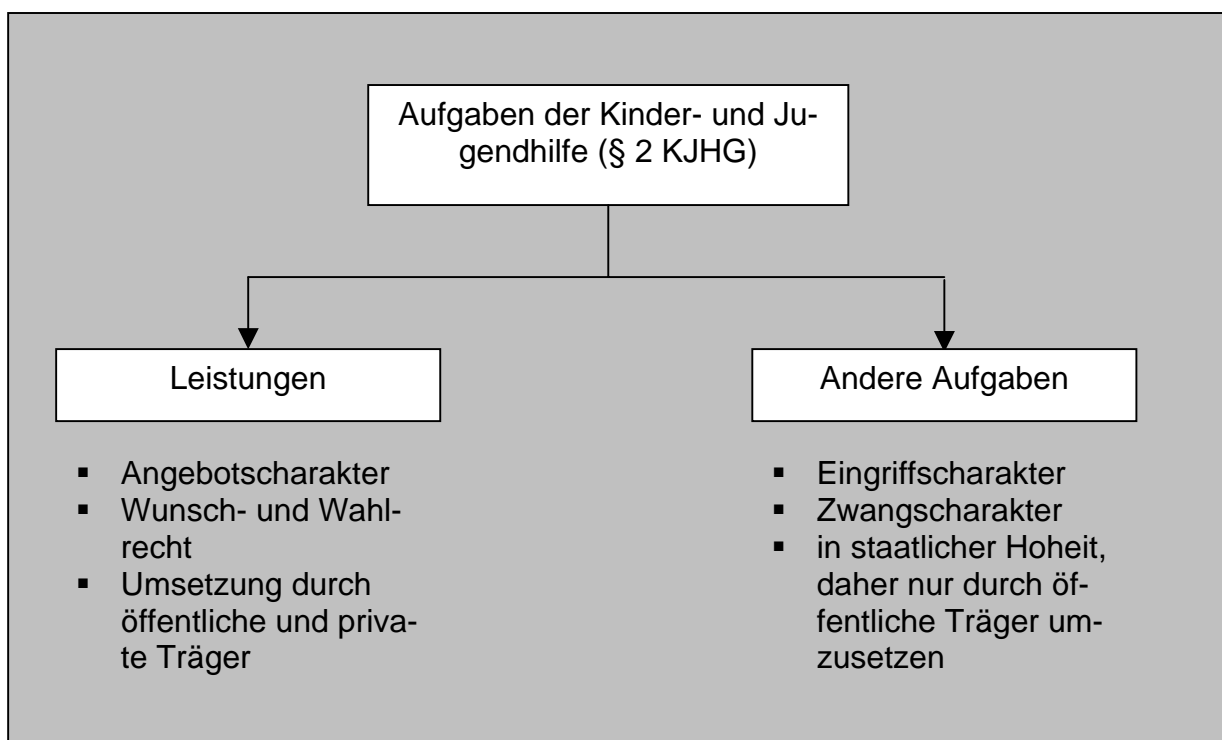 Aufgaben der Kinder- und Ju-
gendhilfe (§ 2 KJHG)
Leistungen
▪ Angebotscharakter
▪ Wunsch- und Wahl-
recht
▪ Umsetzung durch
öffentliche und priva-
te Träger
Andere Aufgaben
▪ Eingriffscharakter
▪ Zwangscharakter
▪ in staatlicher Hoheit,
daher nur durch öf-
fentliche Träger um-
zusetzen